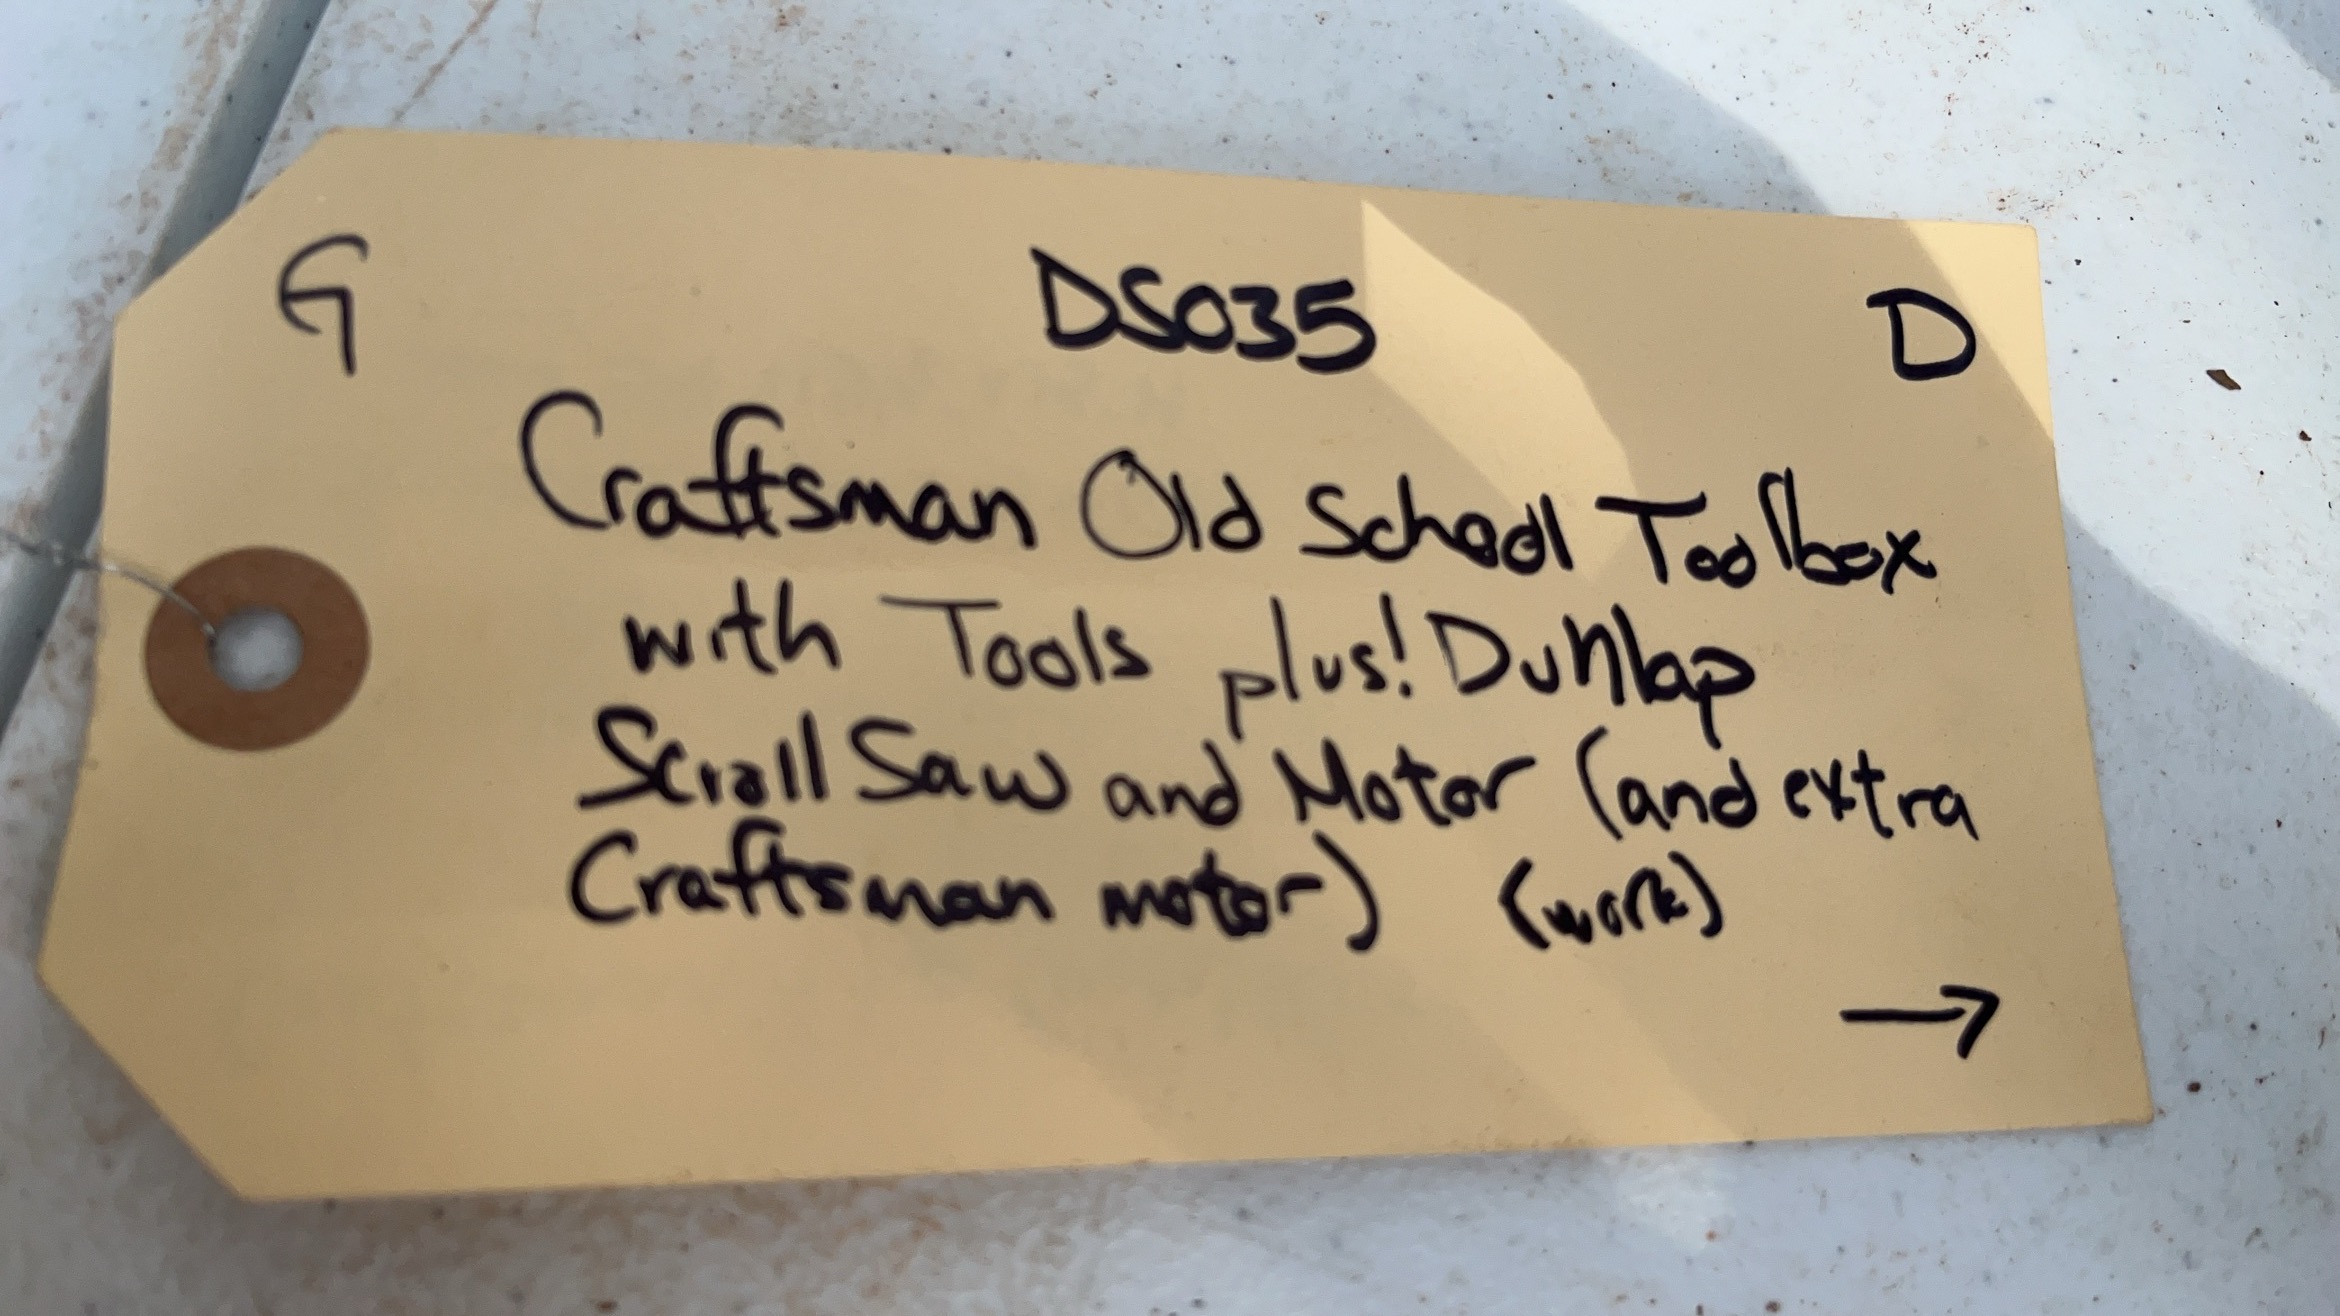 G DS035 D
Craftsman Old School Toolbox
with Tools plus! Dunlap
Scroll Saw and Motor (and extra
Craftsman motor) (work)
→